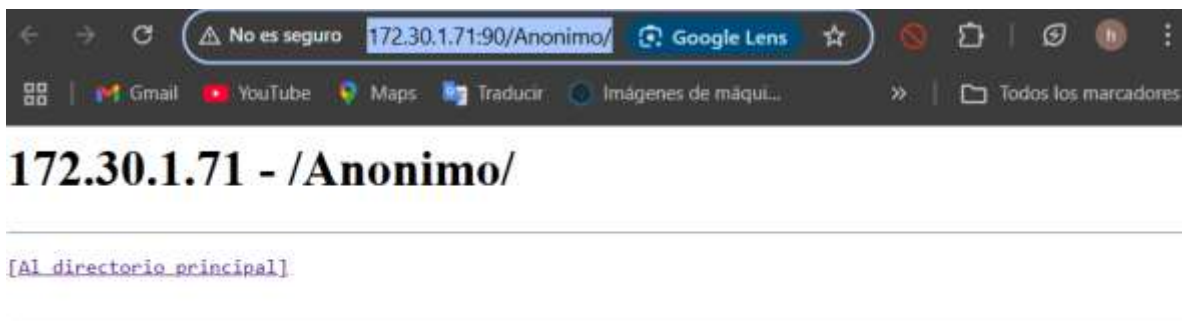 No es seguro 172.30.1.71:90/Anonimo/ Google Lens h
Gmail YouTube Maps Traducir Imágenes de máqui... » Todos los marcadores
172.30.1.71 - /Anonimo/
[Al directorio principal]